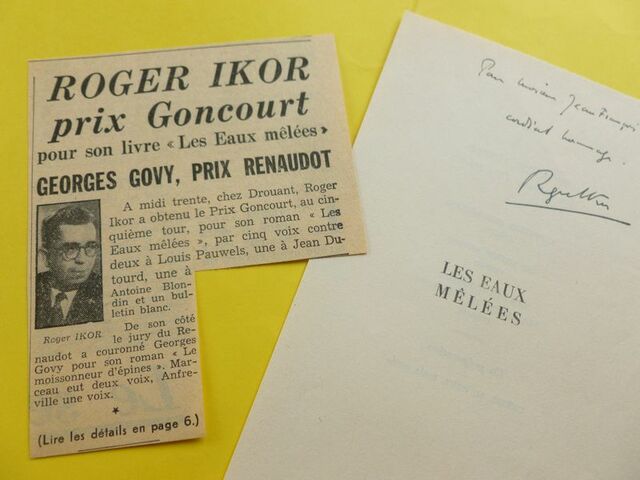 ROGER IKOR
prix Goncourt
pour son livre « Les Eaux mêlées »
GEORGES GOVY, PRIX RENAUDOT
A midi trente, chez Drouant, Roger
Ikor a obtenu le Prix Goncourt, au cin-
quième tour, pour son roman « Les
Eaux mêlées », par cinq voix contre
deux à Louis Pauwels, une à Jean Du-
tourd, une à
Antoine Blon-
din et un bul-
letin blanc.
Roger IKOR
De son côté
le jury du Re-
naudot a couronné Georges
Govy pour son roman « Le
moissonneur d'épines ». Mar-
ceau eut deux voix, Anfre-
ville une voix.
*
(Lire les détails en page 6.)
Pour monsieur Jean François
cordial hommage.
LES EAUX
MÊLÉES